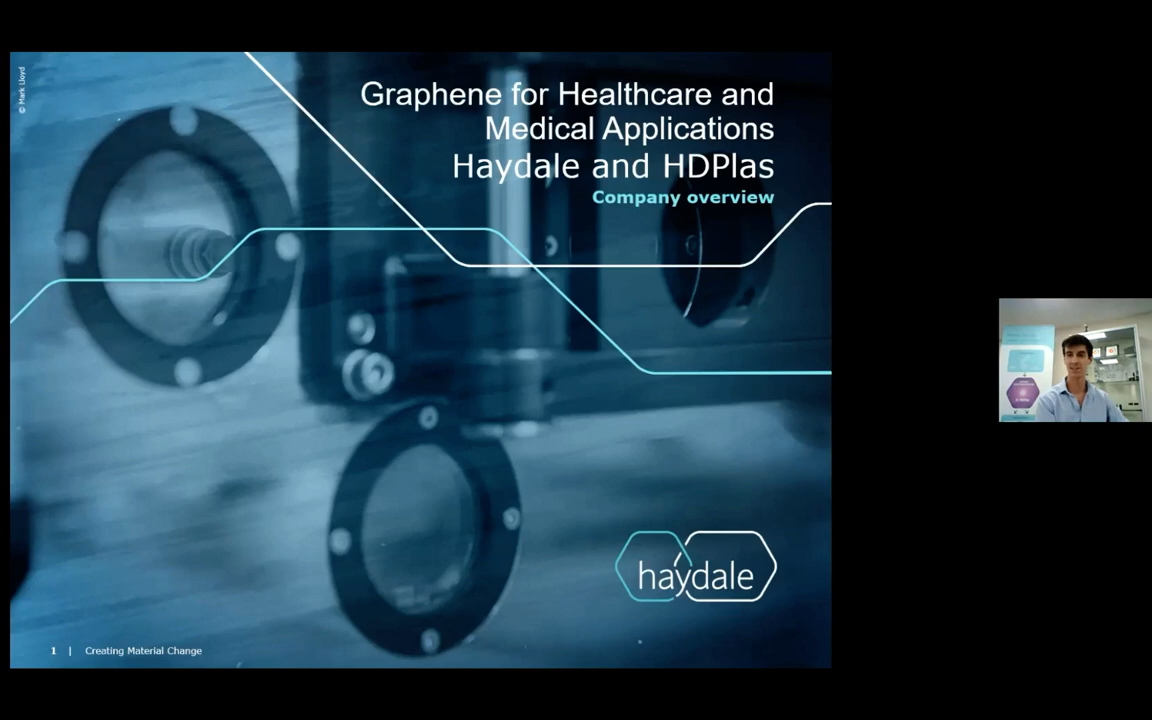 © Mark Lloyd
Graphene for Healthcare and
Medical Applications
Haydale and HDPlas
Company overview
haydale
1 | Creating Material Change